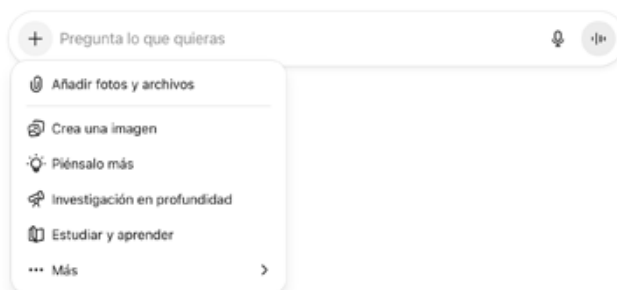 Pregunta lo que quieras
Añadir fotos y archivos
Crea una imagen
Piénsalo más
Investigación en profundidad
Estudiar y aprender
Más